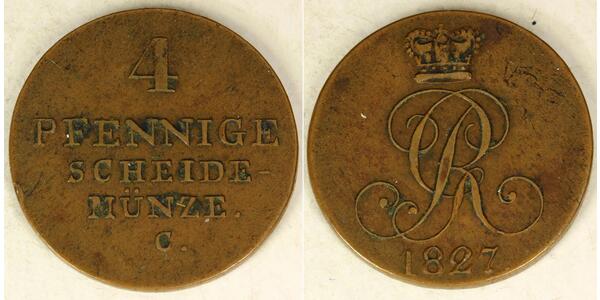 4
PFENNIGE
SCHEIDE-
MÜNZE.
C.
GR
1827